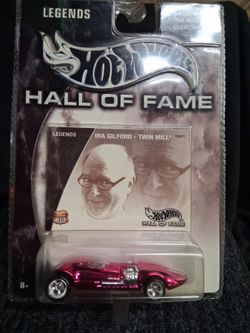 LEGENDS
Hot Wheels
HALL OF FAME
LEGENDS
IRA GILFORD - TWIN MILL
Hot Wheels
HALL OF FAME
8+